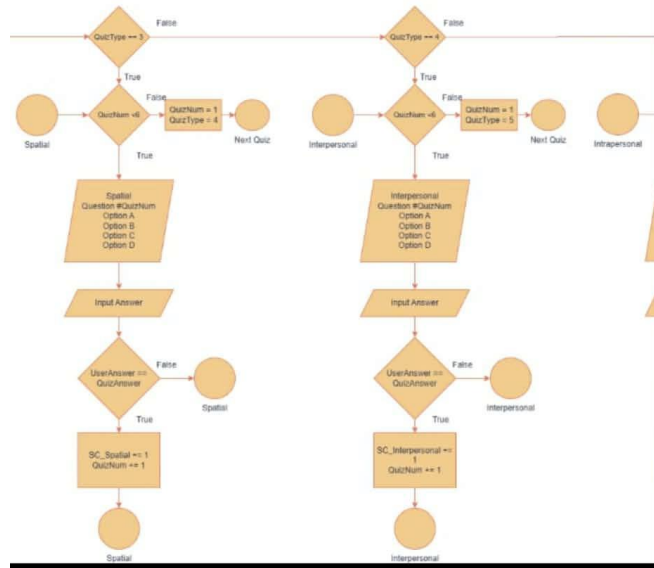 False
QuizType == 3
True
QuizNum <6
False
QuizNum = 1
QuizType = 4
Spatial
Next Quiz
True
Spatial
Question #QuizNum
Option A
Option B
Option C
Option D
Input Answer
UserAnswer ==
QuizAnswer
False
Spatial
True
SC_Spatial += 1
QuizNum += 1
Spatial
False
QuizType == 4
True
QuizNum <6
False
QuizNum = 1
QuizType = 5
Interpersonal
Next Quiz
True
Interpersonal
Question #QuizNum
Option A
Option B
Option C
Option D
Input Answer
UserAnswer ==
QuizAnswer
False
Interpersonal
True
SC_Interpersonal +=
1
QuizNum += 1
Interpersonal
Intrapersonal